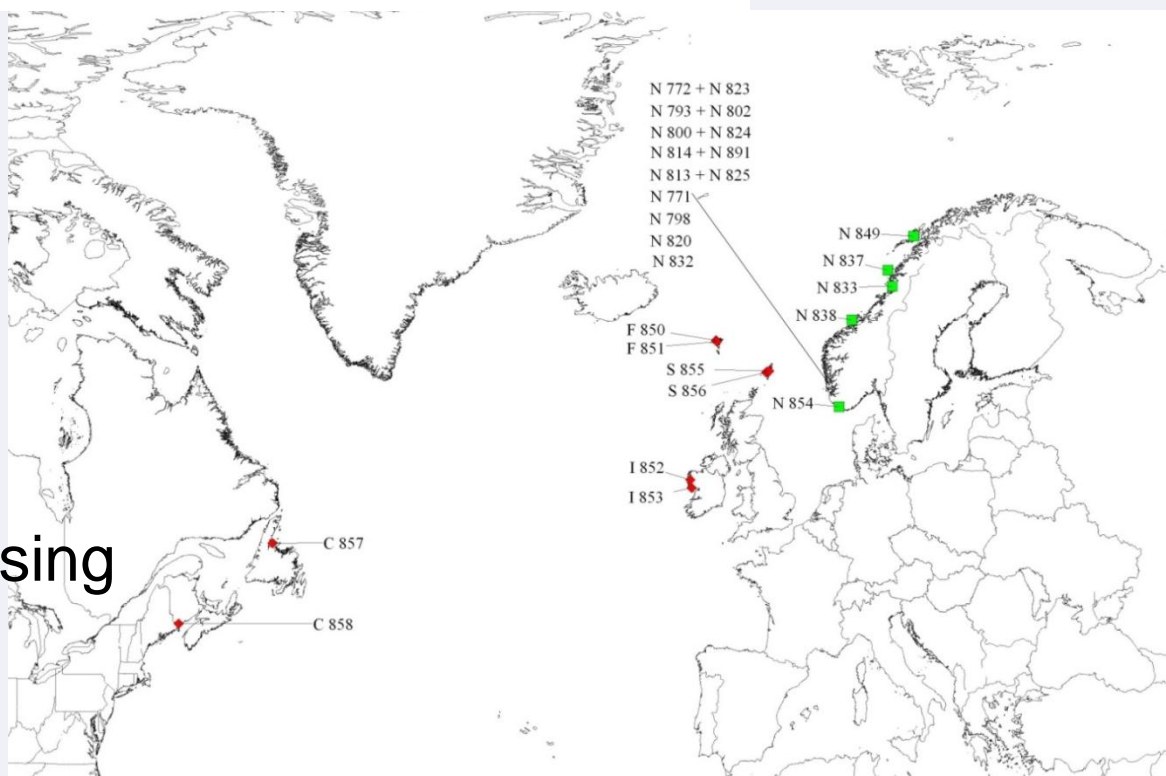 N 772 + N 823
N 793 + N 802
N 800 + N 824
N 814 + N 891
N 813 + N 825
N 771
N 798
N 820
N 832
N 849
N 837
N 833
N 838
F 850
F 851
S 855
S 856
N 854
I 852
I 853
sing
C 857
C 858